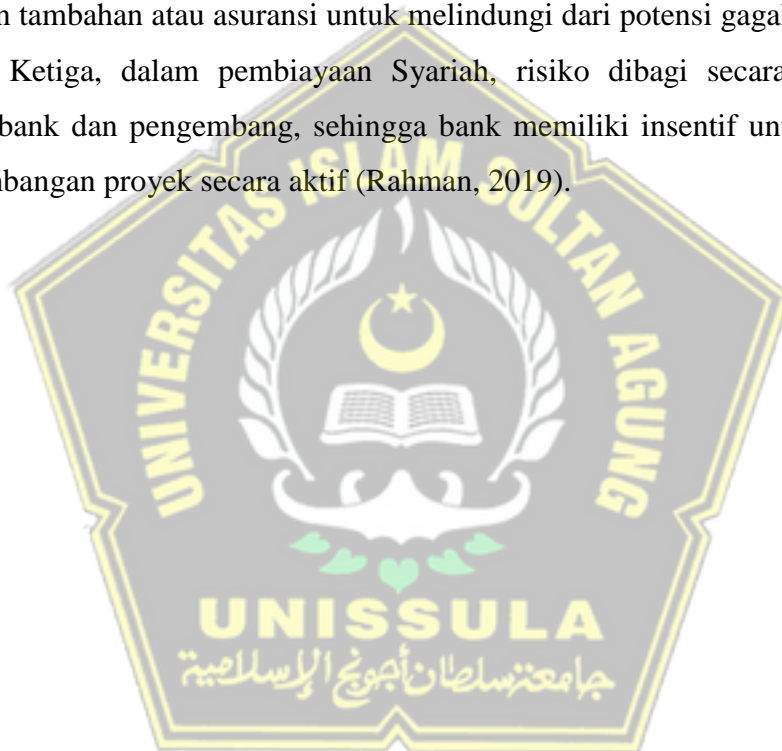 n tambahan atau asuransi untuk melindungi dari potensi gagal
Ketiga, dalam pembiayaan Syariah, risiko dibagi secara
bank dan pengembang, sehingga bank memiliki insentif un
mbangan proyek secara aktif (Rahman, 2019).
UNIVERSITAS ISLAM SULTAN AGUNG
UNISSULA
جامعة سلطان أجونج الإسلامية